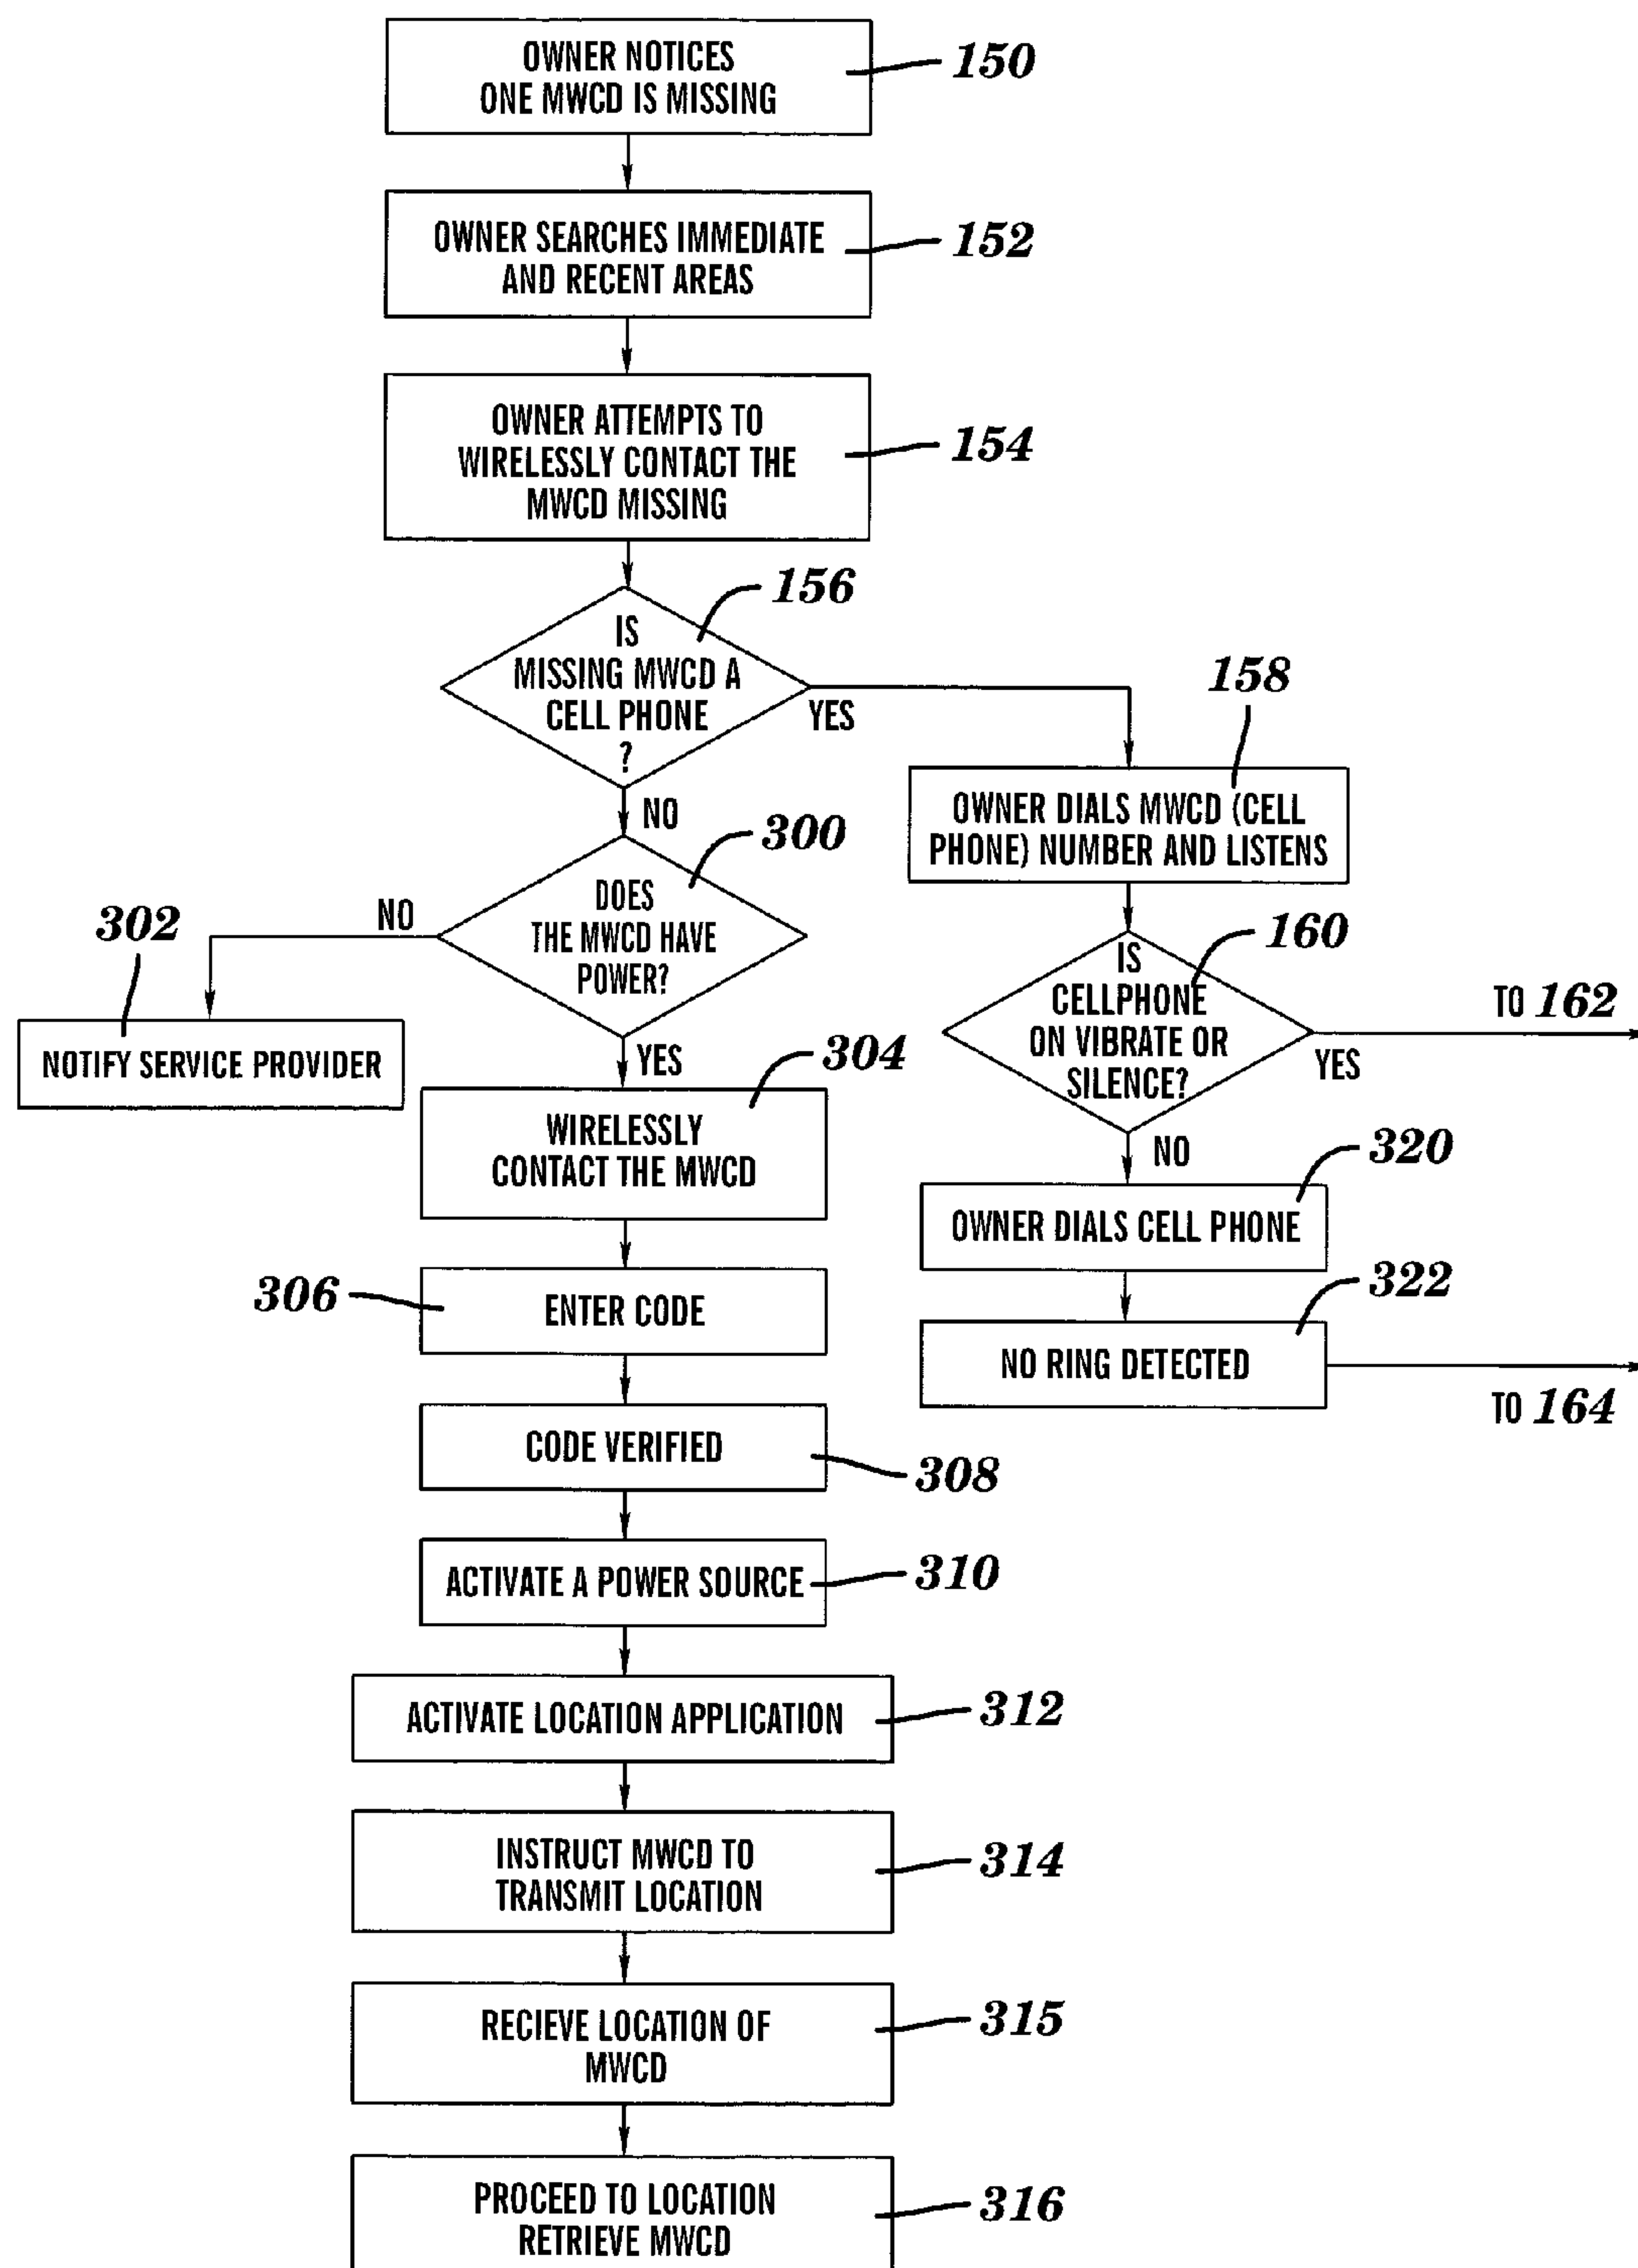 OWNER NOTICES
ONE MWCD IS MISSING
150
OWNER SEARCHES IMMEDIATE
AND RECENT AREAS
152
OWNER ATTEMPTS TO
WIRELESSLY CONTACT THE
MWCD MISSING
154
156
IS
MISSING MWCD A
CELL PHONE
?
YES
NO
158
OWNER DIALS MWCD (CELL
PHONE) NUMBER AND LISTENS
300
DOES
THE MWCD HAVE
POWER?
NO
302
NOTIFY SERVICE PROVIDER
YES
160
IS
CELLPHONE
ON VIBRATE OR
SILENCE?
TO 162
YES
NO
304
WIRELESSLY
CONTACT THE MWCD
320
OWNER DIALS CELL PHONE
306
ENTER CODE
322
NO RING DETECTED
TO 164
CODE VERIFIED
308
ACTIVATE A POWER SOURCE
310
ACTIVATE LOCATION APPLICATION
312
INSTRUCT MWCD TO
TRANSMIT LOCATION
314
RECIEVE LOCATION OF
MWCD
315
PROCEED TO LOCATION
RETRIEVE MWCD
316